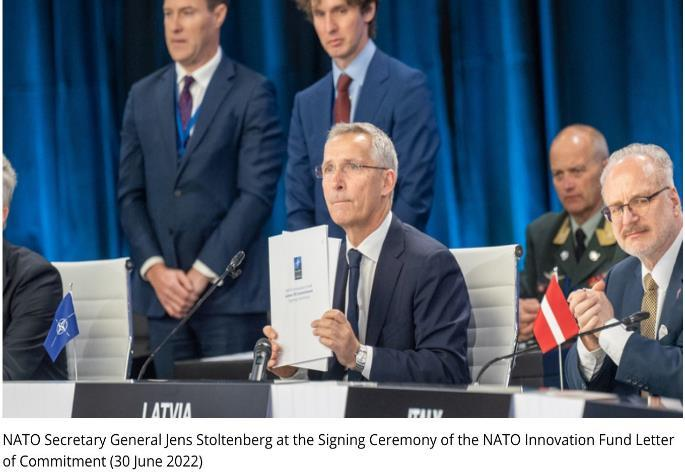 LATVIA
ITALY
NATO Secretary General Jens Stoltenberg at the Signing Ceremony of the NATO Innovation Fund Letter
of Commitment (30 June 2022)